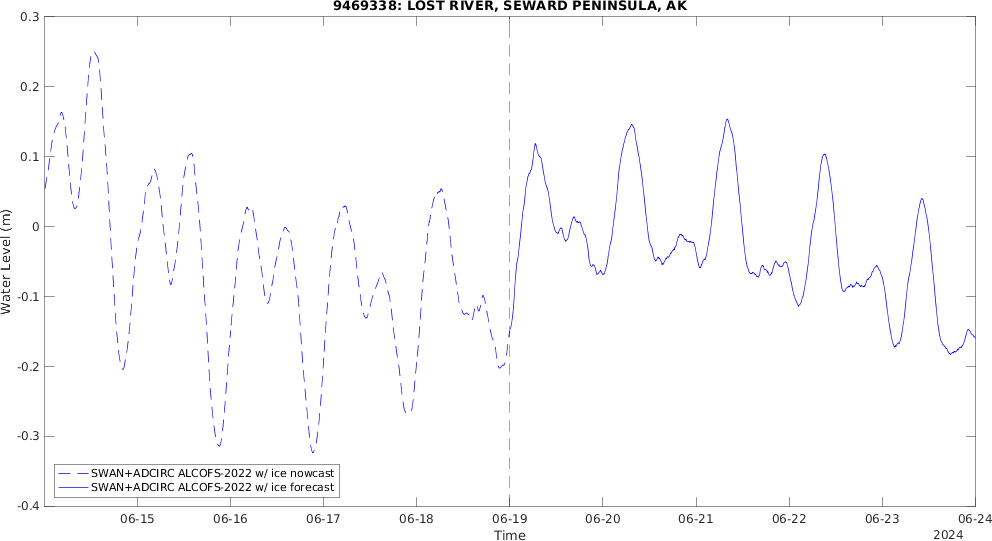 9469338: LOST RIVER, SEWARD PENINSULA, AK
0.3
0.2
0.1
0
-0.1
-0.2
-0.3
-0.4
Water Level (m)
SWAN+ADCIRC ALCOFS-2022 w/ ice nowcast
SWAN+ADCIRC ALCOFS-2022 w/ ice forecast
06-15 06-16 06-17 06-18 06-19 06-20 06-21 06-22 06-23 06-24
Time
2024